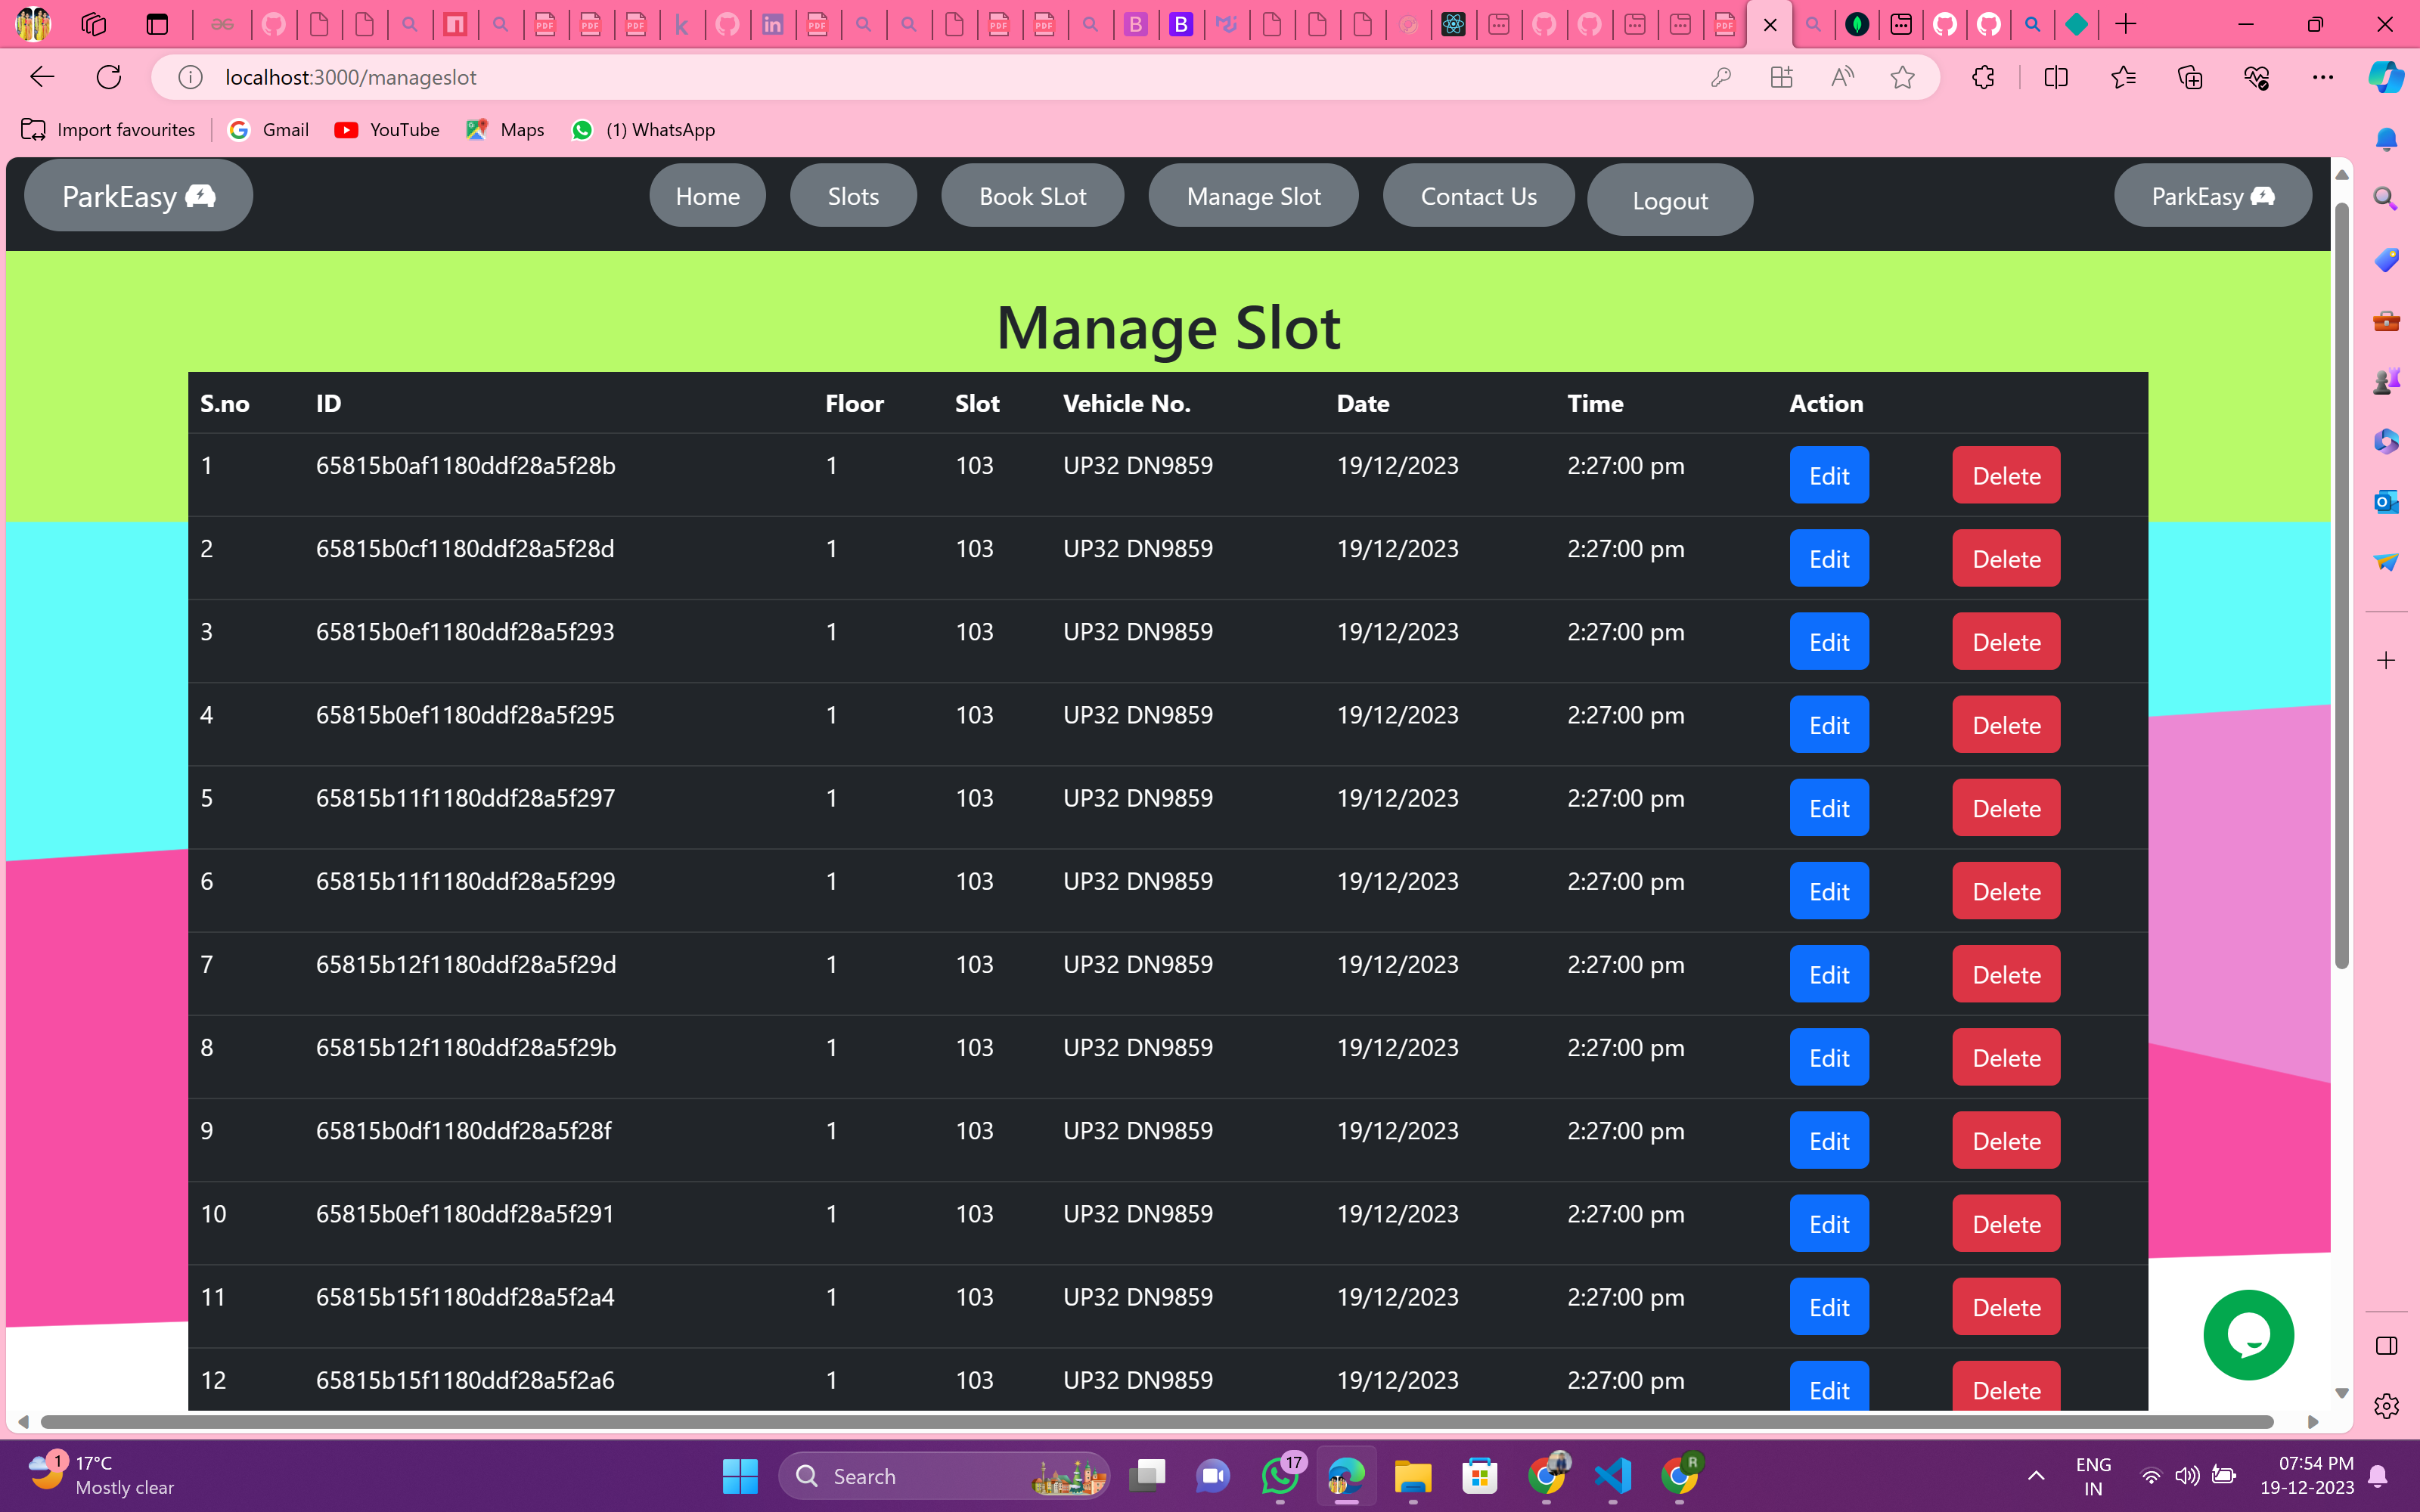 localhost:3000/manageslot
Import favourites Gmail YouTube Maps (1) WhatsApp
ParkEasy Home Slots Book SLot Manage Slot Contact Us Logout ParkEasy
Manage Slot
S.no ID Floor Slot Vehicle No. Date Time Action
1 65815b0af1180ddf28a5f28b 1 103 UP32 DN9859 19/12/2023 2:27:00 pm Edit Delete
2 65815b0cf1180ddf28a5f28d 1 103 UP32 DN9859 19/12/2023 2:27:00 pm Edit Delete
3 65815b0ef1180ddf28a5f293 1 103 UP32 DN9859 19/12/2023 2:27:00 pm Edit Delete
4 65815b0ef1180ddf28a5f295 1 103 UP32 DN9859 19/12/2023 2:27:00 pm Edit Delete
5 65815b11f1180ddf28a5f297 1 103 UP32 DN9859 19/12/2023 2:27:00 pm Edit Delete
6 65815b11f1180ddf28a5f299 1 103 UP32 DN9859 19/12/2023 2:27:00 pm Edit Delete
7 65815b12f1180ddf28a5f29d 1 103 UP32 DN9859 19/12/2023 2:27:00 pm Edit Delete
8 65815b12f1180ddf28a5f29b 1 103 UP32 DN9859 19/12/2023 2:27:00 pm Edit Delete
9 65815b0df1180ddf28a5f28f 1 103 UP32 DN9859 19/12/2023 2:27:00 pm Edit Delete
10 65815b0ef1180ddf28a5f291 1 103 UP32 DN9859 19/12/2023 2:27:00 pm Edit Delete
11 65815b15f1180ddf28a5f2a4 1 103 UP32 DN9859 19/12/2023 2:27:00 pm Edit Delete
12 65815b15f1180ddf28a5f2a6 1 103 UP32 DN9859 19/12/2023 2:27:00 pm Edit Delete
1 17°C Search 17 R ENG 07:54 PM
Mostly clear IN 19-12-2023